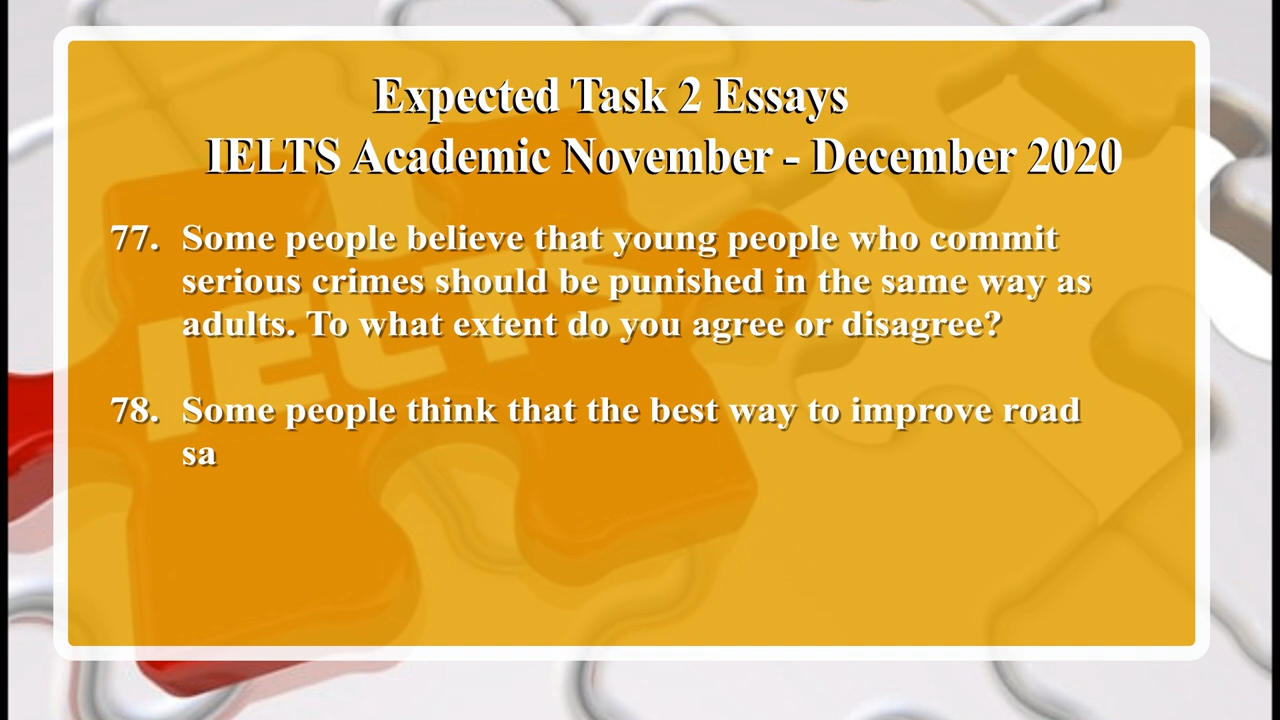 Expected Task 2 Essays
IELTS Academic November - December 2020
77. Some people believe that young people who commit
serious crimes should be punished in the same way as
adults. To what extent do you agree or disagree?
78. Some people think that the best way to improve road
sa
IELTS